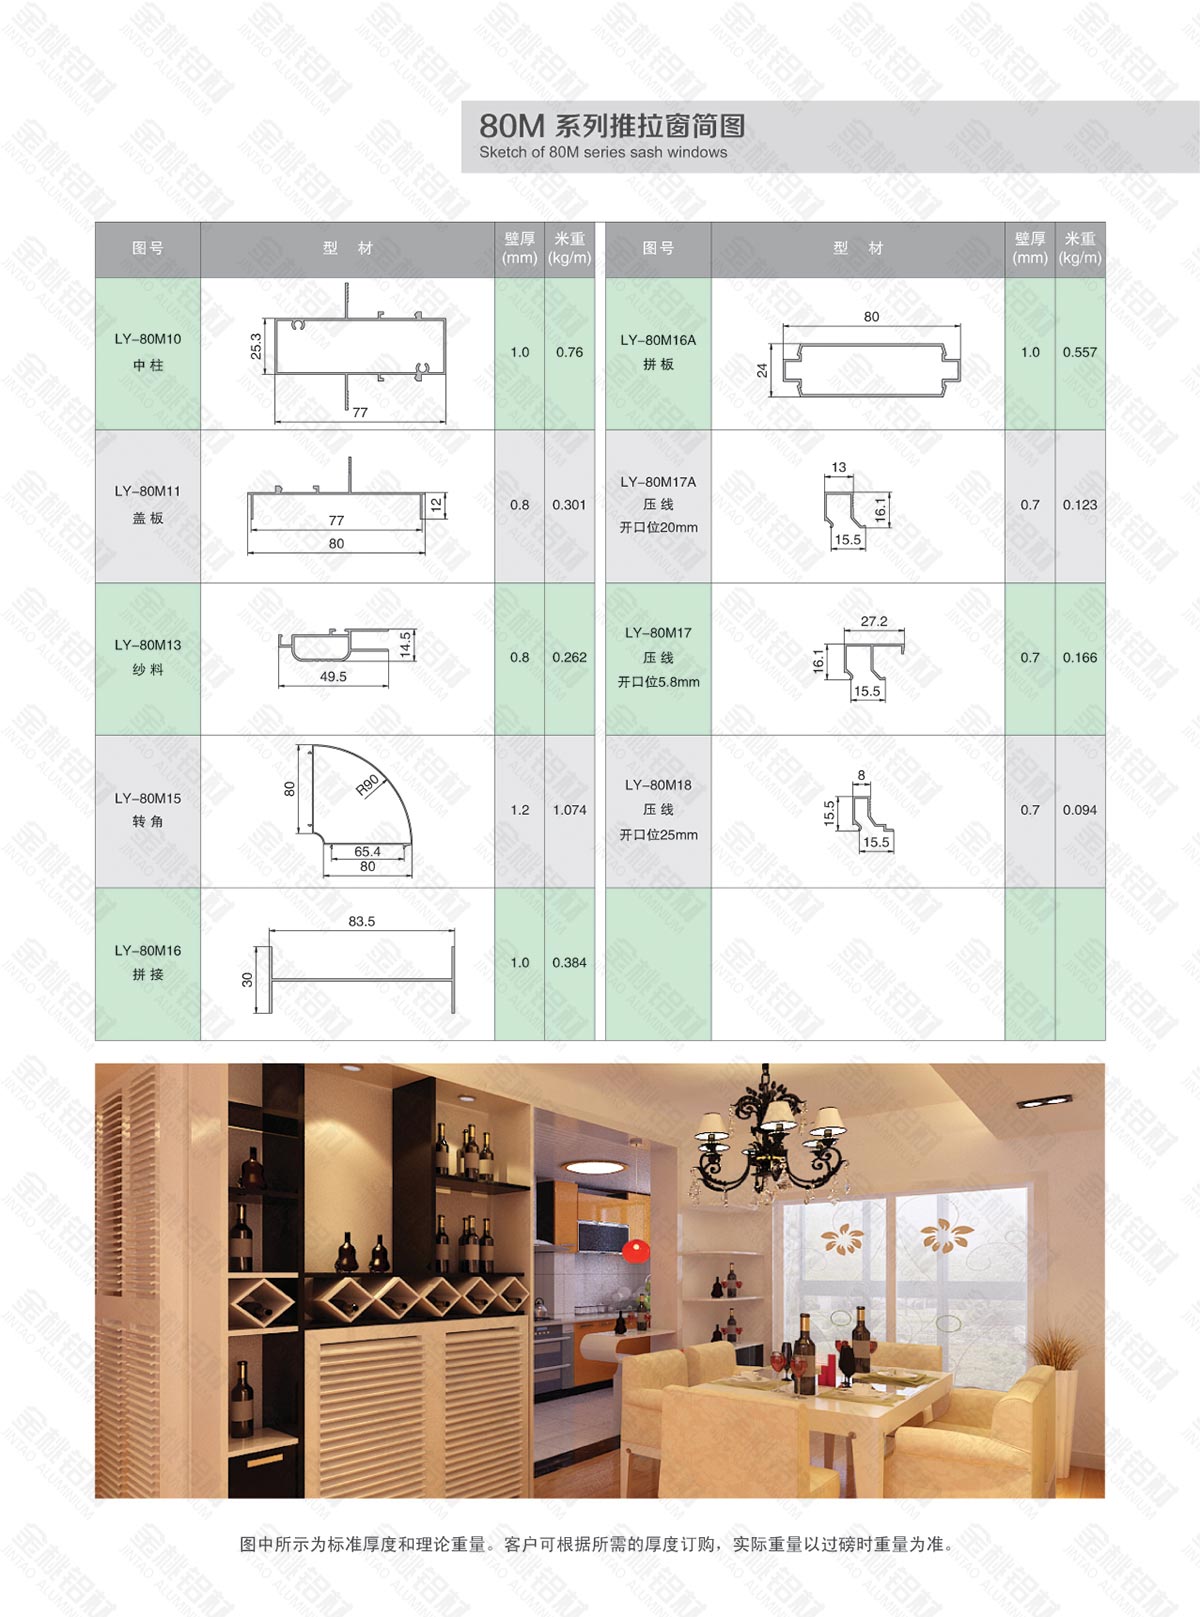 80M 系列推拉窗简图
Sketch of 80M series sash windows
图号 型 材 壁厚(mm) 米重(kg/m)
LY-80M10
中柱
25.3
77
1.0 0.76
LY-80M11
盖板
12
77
80
0.8 0.301
LY-80M13
纱料
14.5
49.5
0.8 0.262
LY-80M15
转角
80
R90
65.4
80
1.2 1.074
LY-80M16
拼接
83.5
30
1.0 0.384
图号 型 材 壁厚(mm) 米重(kg/m)
LY-80M16A
拼板
80
24
1.0 0.557
LY-80M17A
压线
开口位20mm
13
16.1
15.5
0.7 0.123
LY-80M17
压线
开口位5.8mm
27.2
16.1
15.5
0.7 0.166
LY-80M18
压线
开口位25mm
8
15.5
15.5
0.7 0.094
图中所示为标准厚度和理论重量。客户可根据所需的厚度订购，实际重量以过磅时重量为准。
金桃铝材
JINTAO ALUMINIUM